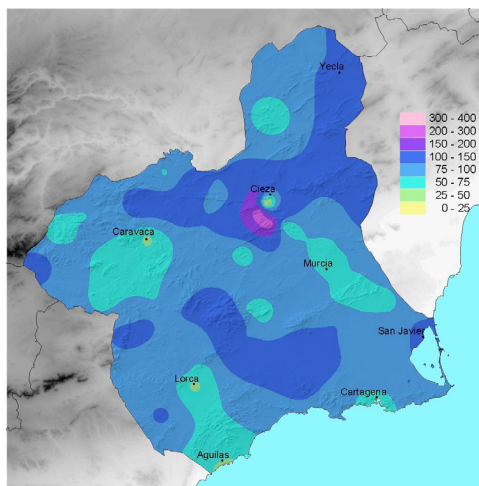 Yecla
300 - 400
200 - 300
150 - 200
100 - 150
75 - 100
50 - 75
25 - 50
0 - 25
Cieza
Caravaca
Murcia
San Javier
Lorca
Cartagena
Aguilas